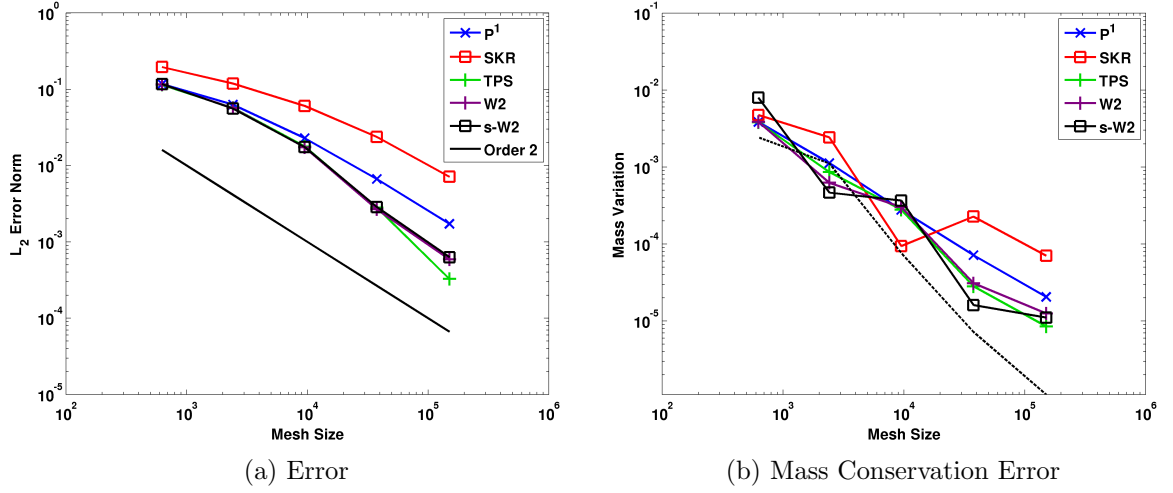 10^0
10^-1
10^-2
10^-3
10^-4
10^-5
L_2 Error Norm
10^2
10^3
10^4
10^5
10^6
Mesh Size
P^1
SKR
TPS
W2
s-W2
Order 2
(a) Error
10^-1
10^-2
10^-3
10^-4
10^-5
Mass Variation
10^2
10^3
10^4
10^5
10^6
Mesh Size
P^1
SKR
TPS
W2
s-W2
(b) Mass Conservation Error